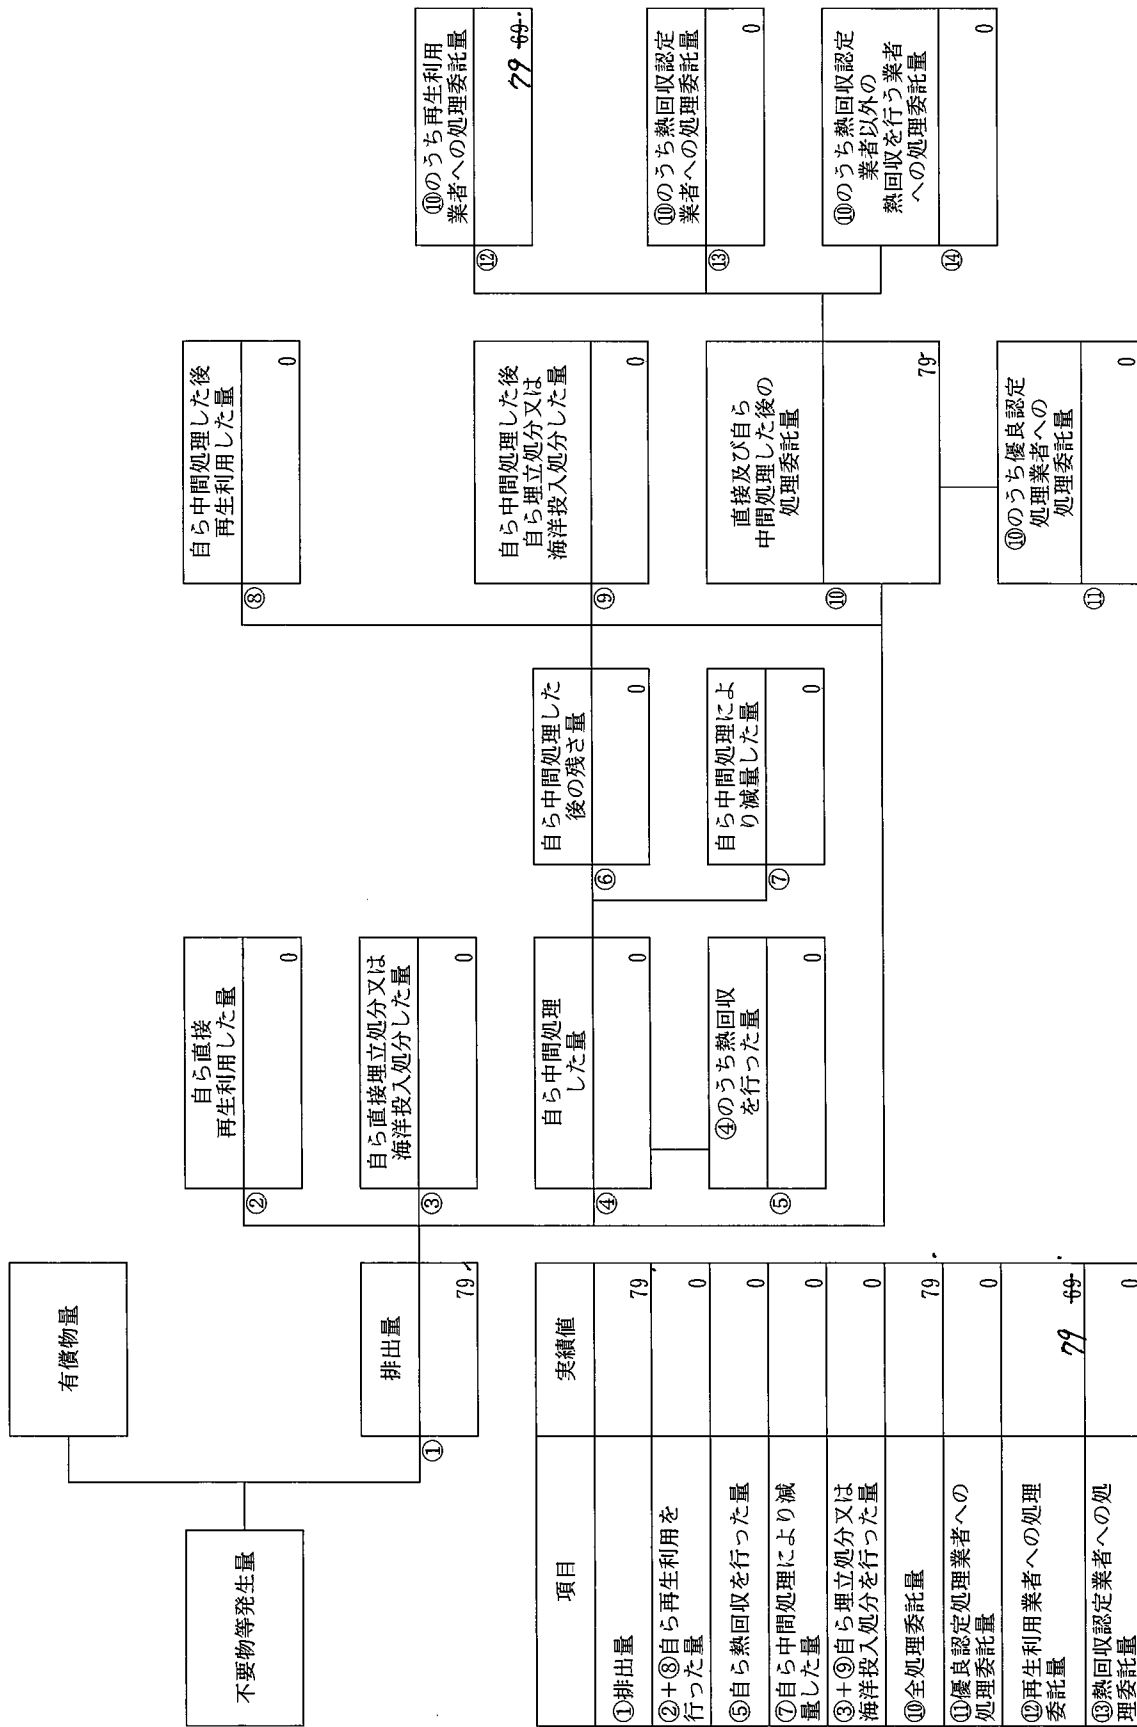 不要物等発生量
有償物量
排出量
①
79
自ら直接
再生利用した量
②
0
自ら直接埋立処分又は
海洋投入処分した量
③
0
自ら中間処理
した量
④
0
④のうち熱回収
を行った量
⑤
0
自ら中間処理した
後の残さ量
⑥
0
自ら中間処理によ
り減量した量
⑦
0
自ら中間処理した後
再生利用した量
⑧
0
自ら中間処理した後
自ら埋立処分又は
海洋投入処分した量
⑨
0
直接及び自ら
中間処理した後の
処理委託量
⑩
79
⑩のうち優良認定
処理業者への
処理委託量
⑪
0
⑩のうち再生利用
業者への処理委託量
⑫
79 69
⑩のうち熱回収認定
業者への処理委託量
⑬
0
⑩のうち熱回収認定
業者以外の
熱回収を行う業者
への処理委託量
⑭
0
項目 実績値
①排出量 79
②+⑧自ら再生利用を
行った量 0
⑤自ら熱回収を行った量 0
⑦自ら中間処理により減
量した量 0
③+⑨自ら埋立処分又は
海洋投入処分を行った量 0
⑩全処理委託量 79
⑪優良認定処理業者への
処理委託量 0
⑫再生利用業者への処理
委託量 79 69
⑬熱回収認定業者への処
理委託量 0